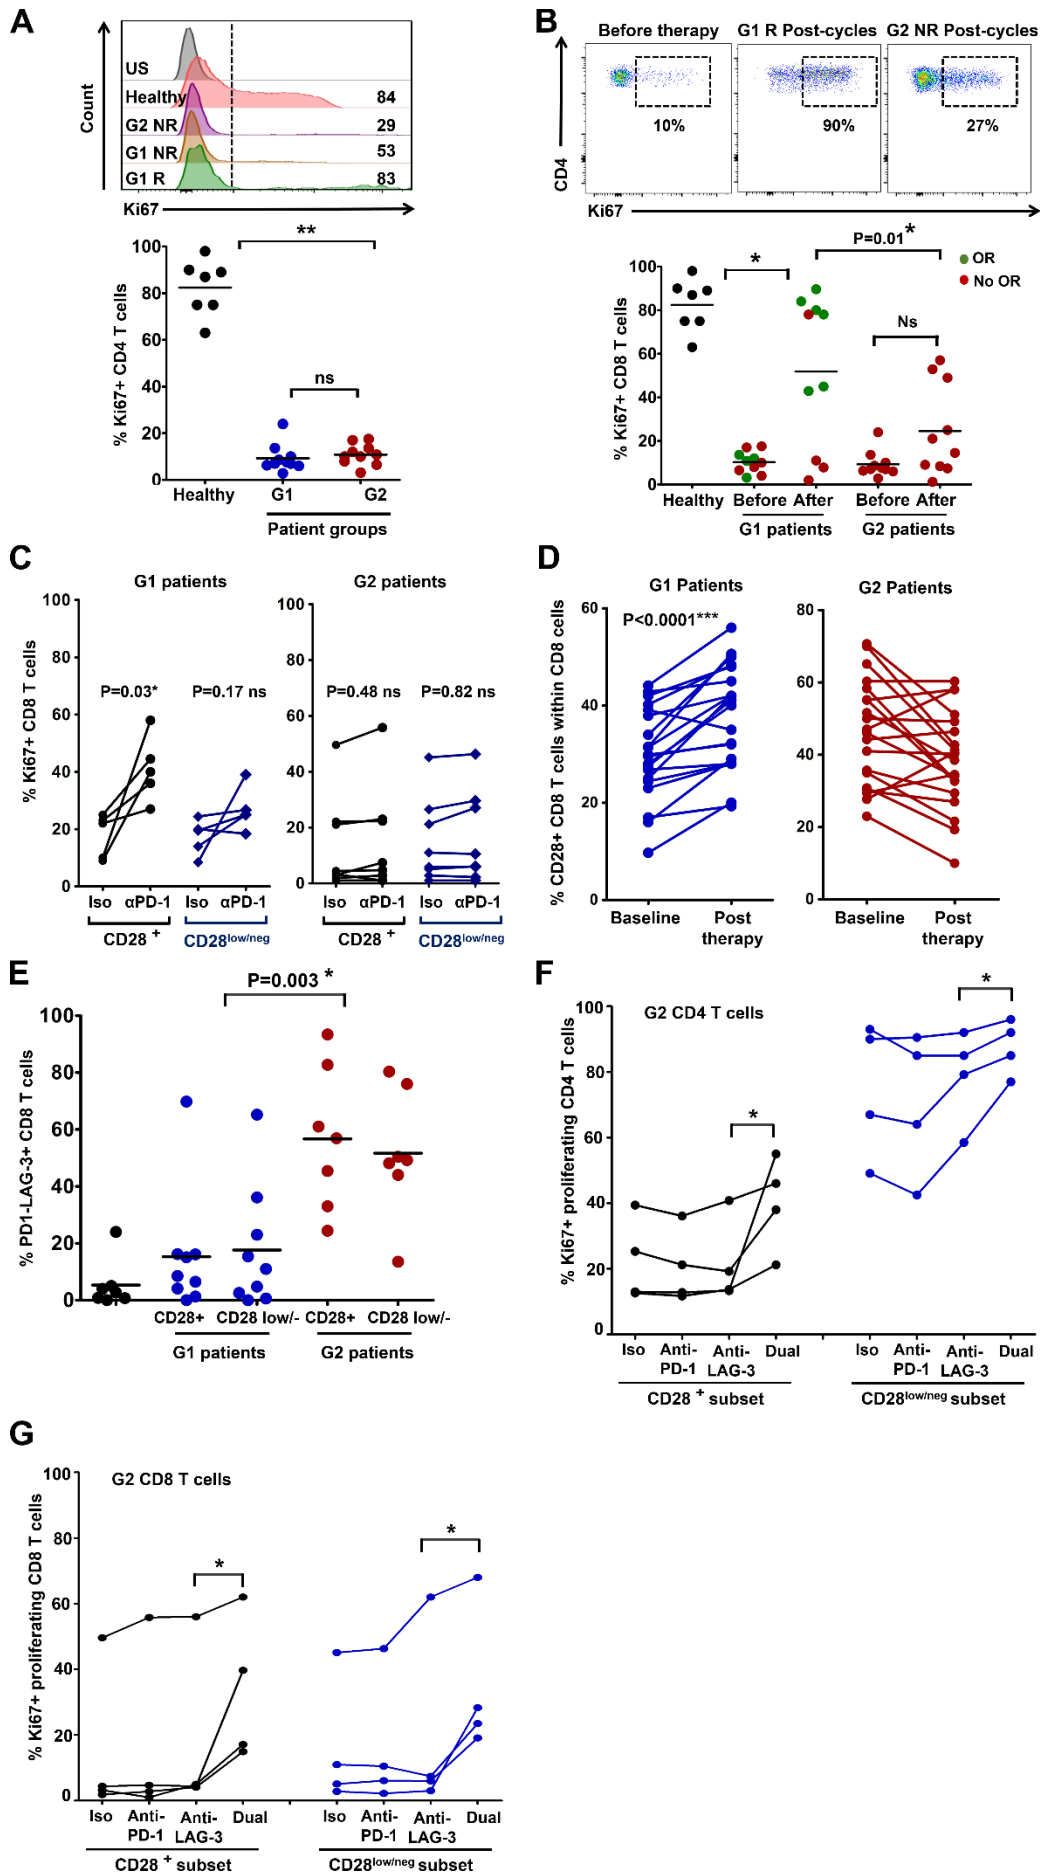 A
Count
US
Healthy 84
G2 NR 29
G1 NR 53
G1 R 83
Ki67
**
% Ki67+ CD4 T cells
100
80
60
40
20
0
ns
Healthy G1 G2
Patient groups
B
Before therapy G1 R Post-cycles G2 NR Post-cycles
CD4
10% 90% 27%
Ki67
P=0.01*
OR
No OR
*
Ns
% Ki67+ CD8 T cells
100
80
60
40
20
0
Healthy Before After Before After
G1 patients G2 patients
C
G1 patients G2 patients
% Ki67+ CD8 T cells
100
80
60
40
20
0
P=0.03* P=0.17 ns
100
80
60
40
20
0
P=0.48 ns P=0.82 ns
Iso αPD-1 Iso αPD-1 Iso αPD-1 Iso αPD-1
CD28 + CD28low/neg CD28 + CD28low/neg
D
G1 Patients G2 Patients
P<0.0001***
% CD28+ CD8 T cells within CD8 cells
60
40
20
0
80
60
40
20
0
Baseline Post therapy Baseline Post therapy
E
P=0.003 *
% PD1-LAG-3+ CD8 T cells
100
80
60
40
20
0
CD28+ CD28 low/- CD28+ CD28 low/-
G1 patients G2 patients
F
G2 CD4 T cells
*
*
% Ki67+ proliferating CD4 T cells
100
80
60
40
20
0
Iso Anti-PD-1 Anti-LAG-3 Dual Iso Anti-PD-1 Anti-LAG-3 Dual
CD28 + subset CD28low/neg subset
G
G2 CD8 T cells
*
*
% Ki67+ proliferating CD8 T cells
100
80
60
40
20
0
Iso Anti-PD-1 Anti-LAG-3 Dual Iso Anti-PD-1 Anti-LAG-3 Dual
CD28 + subset CD28low/neg subset